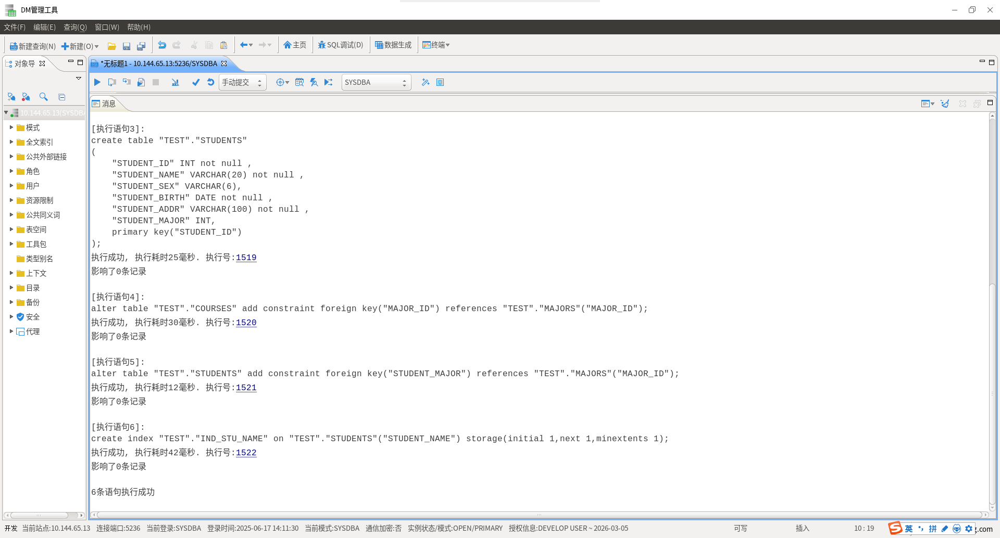 DM管理工具
文件(F) 编辑(E) 查询(Q) 窗口(W) 帮助(H)
新建查询(N) 新建(O) 主页 SQL调试(D) 数据生成 终端
对象导
*无标题1 - 10.144.65.13:5236/SYSDBA
手动提交 SYSDBA
消息
10.144.65.13(SYSDBA
模式
全文索引
公共外部链接
角色
用户
资源限制
公共同义词
表空间
工具包
类型别名
上下文
目录
备份
安全
代理
[执行语句3]:
create table "TEST"."STUDENTS"
(
    "STUDENT_ID" INT not null ,
    "STUDENT_NAME" VARCHAR(20) not null ,
    "STUDENT_SEX" VARCHAR(6),
    "STUDENT_BIRTH" DATE not null ,
    "STUDENT_ADDR" VARCHAR(100) not null ,
    "STUDENT_MAJOR" INT,
    primary key("STUDENT_ID")
);
执行成功, 执行耗时25毫秒. 执行号:1519
影响了0条记录
[执行语句4]:
alter table "TEST"."COURSES" add constraint foreign key("MAJOR_ID") references "TEST"."MAJORS"("MAJOR_ID");
执行成功, 执行耗时30毫秒. 执行号:1520
影响了0条记录
[执行语句5]:
alter table "TEST"."STUDENTS" add constraint foreign key("STUDENT_MAJOR") references "TEST"."MAJORS"("MAJOR_ID");
执行成功, 执行耗时12毫秒. 执行号:1521
影响了0条记录
[执行语句6]:
create index "TEST"."IND_STU_NAME" on "TEST"."STUDENTS"("STUDENT_NAME") storage(initial 1,next 1,minextents 1);
执行成功, 执行耗时42毫秒. 执行号:1522
影响了0条记录
6条语句执行成功
开发 当前站点:10.144.65.13 连接端口:5236 当前登录:SYSDBA 登录时间:2025-06-17 14:11:30 当前模式:SYSDBA 通信加密:否 实例状态/模式:OPEN/PRIMARY 授权信息:DEVELOP USER ~ 2026-03-05 可写 插入 10 : 19 英 拼 g.com